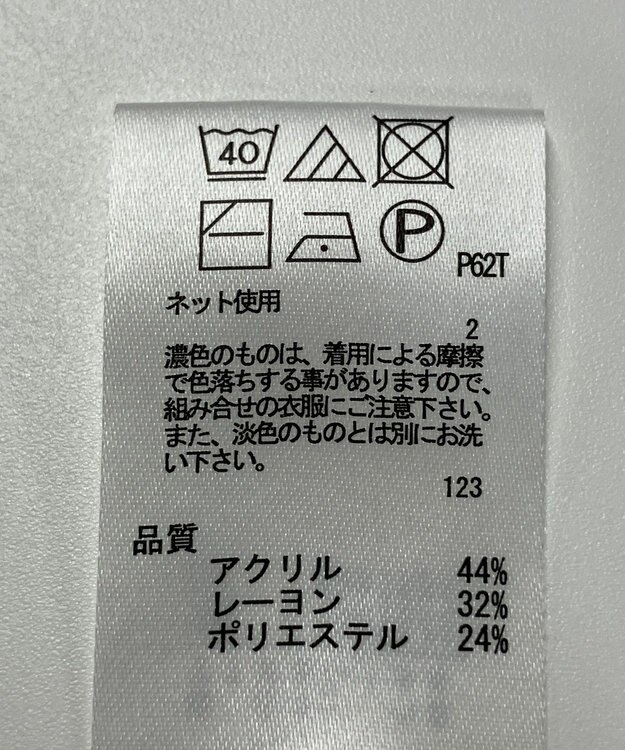 40
P
P62T
ネット使用
2
濃色のものは、着用による摩擦
で色落ちする事がありますので、
組み合せの衣服にご注意下さい。
また、淡色のものとは別にお洗
い下さい。
123
品質
アクリル 44%
レーヨン 32%
ポリエステル 24%